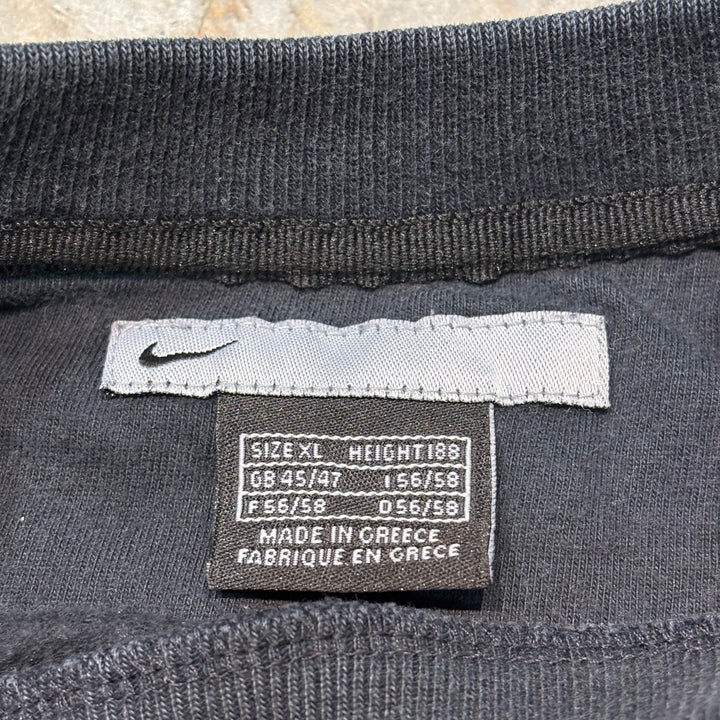 SIZE XL HEIGHT 188
GB 45/47 I 56/58
F 56/58 D 56/58
MADE IN GREECE
FABRIQUE EN GRECE